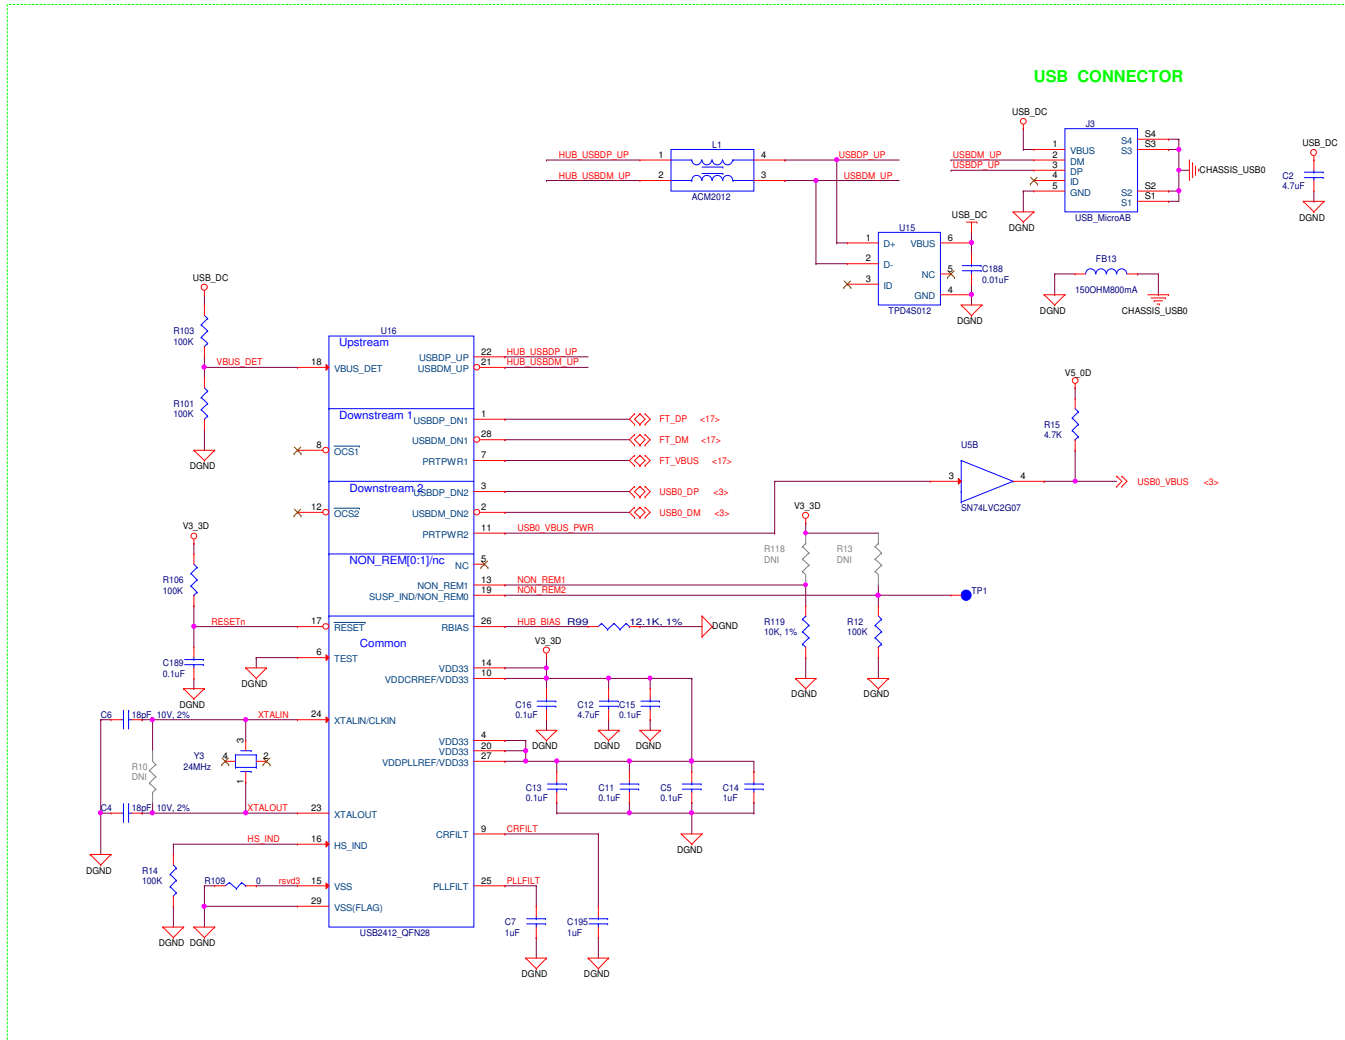 USB CONNECTOR
USB_DC
J3
1 VBUS
2 DM
3 DP
4 ID
5 GND
S4 S4
S3 S3
S2 S2
S1 S1
USBDM_UP
USBDP_UP
USB_MicroAB
DGND
CHASSIS_USB0
USB_DC
C2
4.7uF
DGND
L1
HUB_USBDP_UP 1 4 USBDP_UP
HUB_USBDM_UP 2 3 USBDM_UP
ACM2012
U15
1 D+ VBUS 6
2 D- NC 5
3 ID GND 4
TPD4S012
USB_DC
C188
0.01uF
DGND
FB13
150OHM800mA
DGND
CHASSIS_USB0
USB_DC
R103
100K
VBUS_DET
R101
100K
DGND
U16
Upstream
18 VBUS_DET
USBDP_UP 22 HUB_USBDP_UP
USBDM_UP 21 HUB_USBDM_UP
Downstream 1
USBDP_DN1 1 FT_DP <17>
USBDM_DN1 28 FT_DM <17>
8 OCS1
PRTPWR1 7 FT_VBUS <17>
Downstream 2
USBDP_DN2 3 USB0_DP <3>
USBDM_DN2 2 USB0_DM <3>
12 OCS2
PRTPWR2 11 USB0_VBUS_PWR
V5_0D
R15
4.7K
U5B
3 4
SN74LVC2G07
USB0_VBUS <3>
NON_REM[0:1]/nc
NC 5
NON_REM1 13 NON_REM1
SUSP_IND/NON_REM0 19 NON_REM2
V3_3D
R118
DNI
R13
DNI
TP1
R119
10K, 1%
R12
100K
DGND
DGND
V3_3D
R106
100K
RESETn
17 RESET
C189
0.1uF
DGND
Common
6 TEST
DGND
RBIAS 26 HUB_BIAS R99 12.1K, 1% DGND
V3_3D
VDD33 14
VDDCRREF/VDD33 10
C16
0.1uF
C12
4.7uF
C15
0.1uF
DGND
DGND
DGND
C6 18pF, 10V, 2% XTALIN 24 XTALIN/CLKIN
R10
DNI
Y3
24MHz
3
4 2
1
C4 18pF, 10V, 2% XTALOUT 23 XTALOUT
DGND
VDD33 4
VDD33 20
VDDPLLREF/VDD33 27
C13
0.1uF
C11
0.1uF
C5
0.1uF
C14
1uF
DGND
HS_IND 16 HS_IND
R14
100K
DGND
CRFILT 9 CRFILT
R109 0 rsvd3 15 VSS
29 VSS(FLAG)
DGND
PLLFILT 25 PLLFILT
C7
1uF
C195
1uF
DGND
DGND
USB2412_QFN28